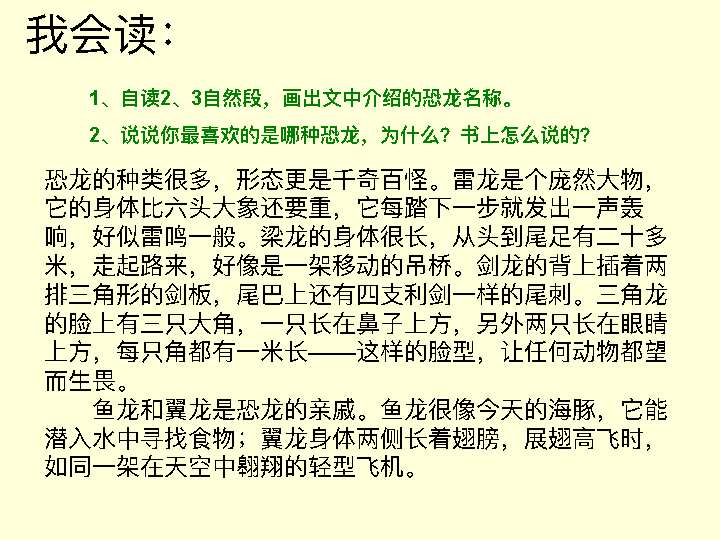 我会读：
1、自读2、3自然段，画出文中介绍的恐龙名称。
2、说说你最喜欢的是哪种恐龙，为什么？书上怎么说的？
恐龙的种类很多，形态更是千奇百怪。雷龙是个庞然大物，
它的身体比六头大象还要重，它每踏下一步就发出一声轰
响，好似雷鸣一般。梁龙的身体很长，从头到尾足有二十多
米，走起路来，好像是一架移动的吊桥。剑龙的背上插着两
排三角形的剑板，尾巴上还有四支利剑一样的尾刺。三角龙
的脸上有三只大角，一只长在鼻子上方，另外两只长在眼睛
上方，每只角都有一米长——这样的脸型，让任何动物都望
而生畏。
鱼龙和翼龙是恐龙的亲戚。鱼龙很像今天的海豚，它能
潜入水中寻找食物；翼龙身体两侧长着翅膀，展翅高飞时，
如同一架在天空中翱翔的轻型飞机。